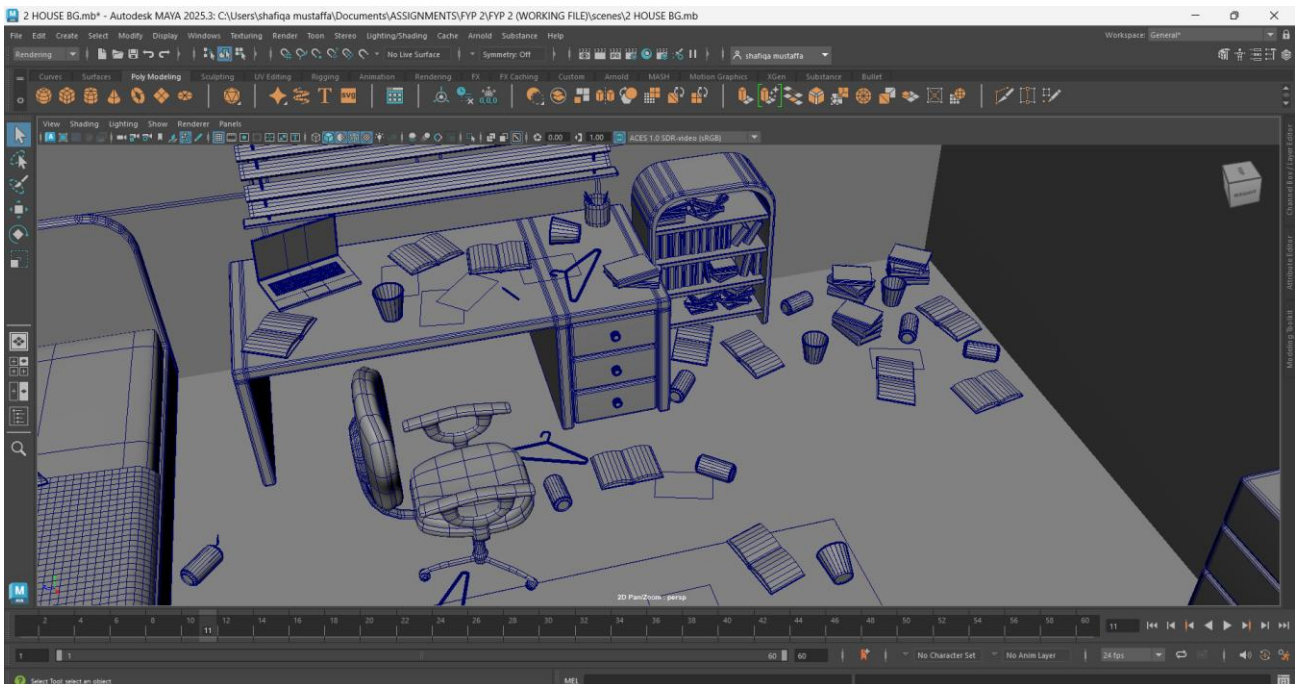 2 HOUSE BG.mb* - Autodesk MAYA 2025.3: C:\Users\shafiqa mustaffa\Documents\ASSIGNMENTS\FYP 2\FYP 2 (WORKING FILE)\scenes\2 HOUSE BG.mb
File Edit Create Select Modify Display Windows Texturing Render Toon Stereo Lighting/Shading Cache Arnold Substance Help Workspace: General*
Rendering No Live Surface Symmetry: Off shafiqa mustaffa
Curves Surfaces Poly Modeling Sculpting UV Editing Rigging Animation Rendering FX FX Caching Custom Arnold MASH Motion Graphics XGen Substance Bullet
T SVG 0,0,0
View Shading Lighting Show Renderer Panels
0.00 1.00 ACES 1.0 SDR-video (sRGB)
Channel Box / Layer Editor
Attribute Editor
Modeling Toolkit
2D Pan/Zoom : persp
M
2 4 6 8 10 12 14 16 18 20 22 24 26 28 30 32 34 36 38 40 42 44 46 48 50 52 54 56 58 60 11
11
1 1 60 60 No Character Set No Anim Layer 24 fps
Select Tool: select an object MEL